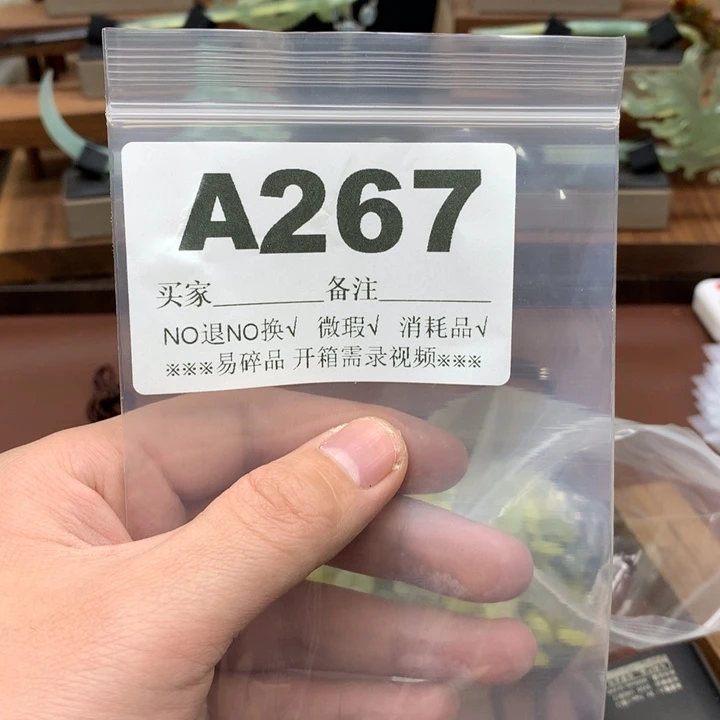 A267
买家________备注________
NO退NO换√ 微瑕√ 消耗品√
※※※易碎品 开箱需录视频※※※